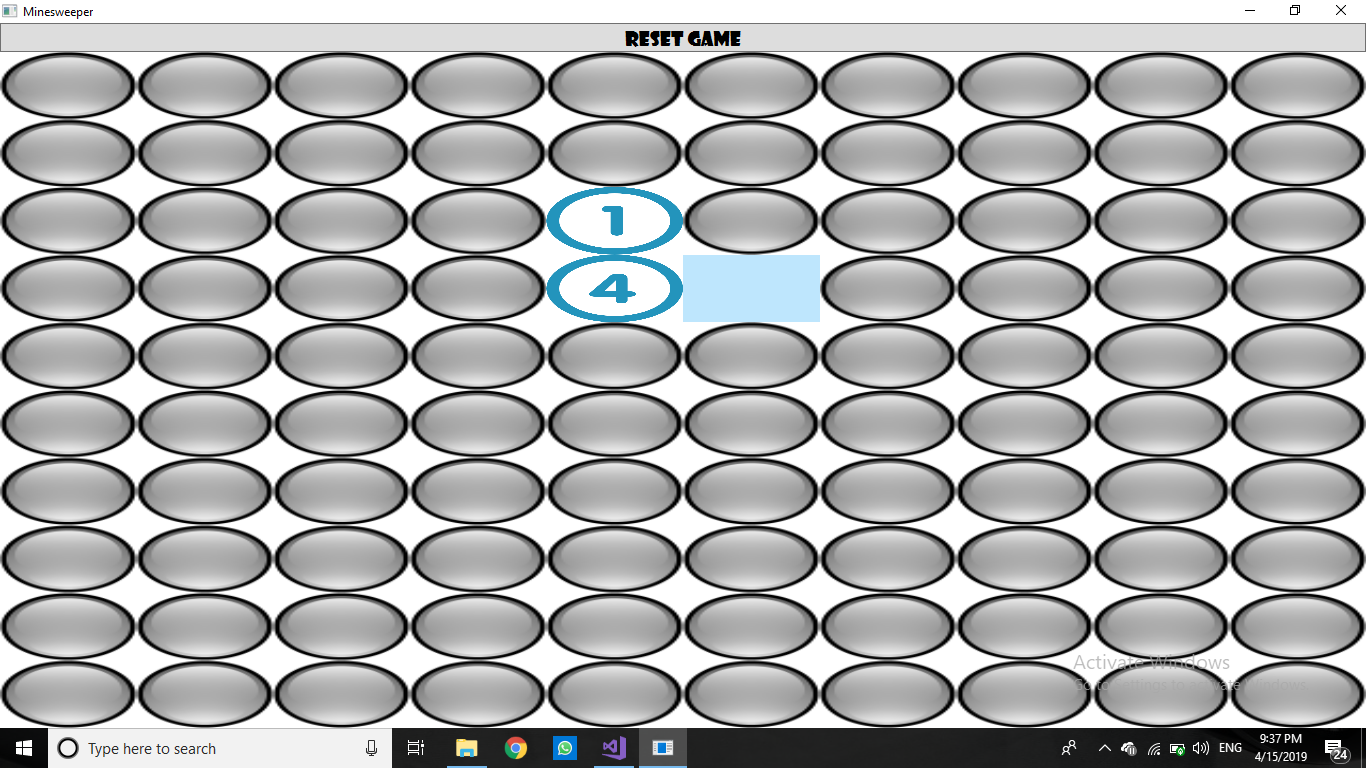 Minesweeper
RESET GAME
1
4
Activate Windows
Go to Settings to activate Windows.
Type here to search
ENG
9:37 PM
4/15/2019
24